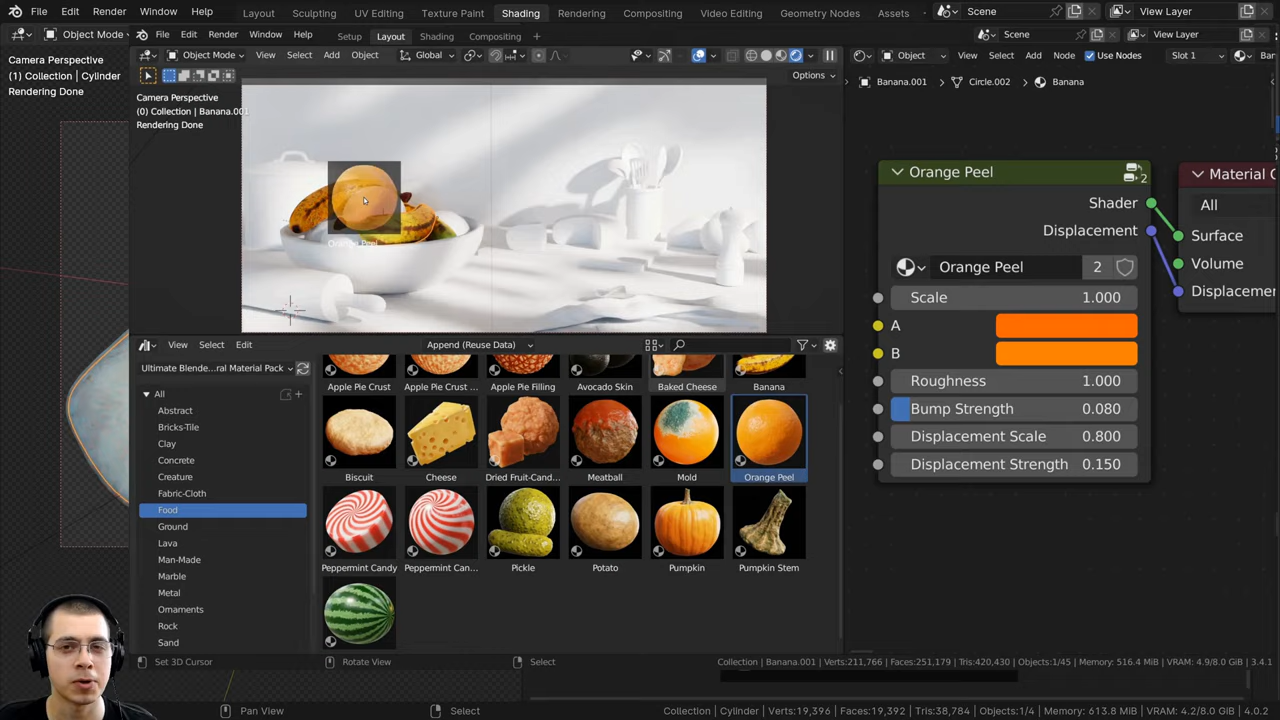 File Edit Render Window Help Layout Sculpting UV Editing Texture Paint Shading Rendering Compositing Video Editing Geometry Nodes Assets Scene View Layer
Object Mode File Edit Render Window Help Setup Layout Shading Compositing + Scene View Layer
Object Mode View Select Add Object Global Object View Select Add Node Use Nodes Slot 1
Options
Banana.001 Circle.002 Banana
Camera Perspective
(1) Collection | Cylinder
Rendering Done
Camera Perspective
(0) Collection | Banana.001
Rendering Done
Orange Peel
Orange Peel
2
Material
All
Shader
Displacement
Surface
Volume
Displacemen
Orange Peel 2
Scale 1.000
A
B
Roughness 1.000
Bump Strength 0.080
Displacement Scale 0.800
Displacement Strength 0.150
View Select Edit Append (Reuse Data)
Ultimate Blende...ral Material Pack
All
Abstract
Bricks-Tile
Clay
Concrete
Creature
Fabric-Cloth
Food
Ground
Lava
Man-Made
Marble
Metal
Ornaments
Rock
Sand
Apple Pie Crust Apple Pie Crust ... Apple Pie Filling Avocado Skin Baked Cheese Banana
Biscuit Cheese Dried Fruit-Cand... Meatball Mold Orange Peel
Peppermint Candy Peppermint Can... Pickle Potato Pumpkin Pumpkin Stem
Set 3D Cursor Rotate View Select Collection | Banana.001 | Verts:211,766 | Faces:251,179 | Tris:420,430 | Objects:1/45 | Memory: 516.4 MiB | VRAM: 4.9/8.0 GiB | 3.4.1
Pan View Select Collection | Cylinder | Verts:19,396 | Faces:19,392 | Tris:38,784 | Objects:1/4 | Memory: 613.8 MiB | VRAM: 4.2/8.0 GiB | 4.0.2